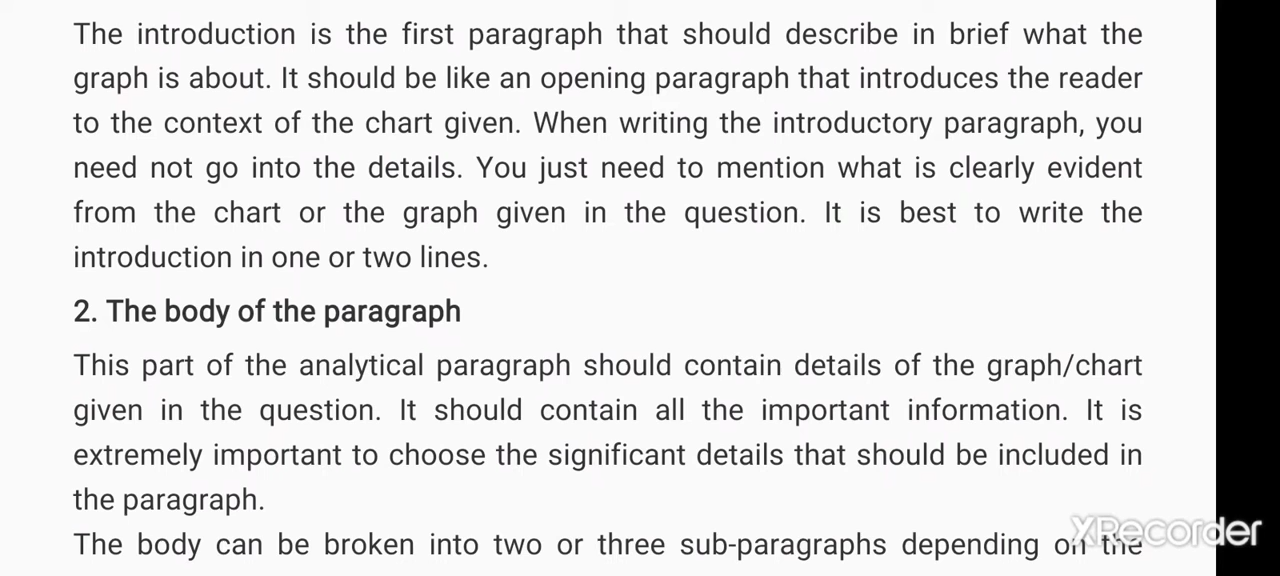 The introduction is the first paragraph that should describe in brief what the
graph is about. It should be like an opening paragraph that introduces the reader
to the context of the chart given. When writing the introductory paragraph, you
need not go into the details. You just need to mention what is clearly evident
from the chart or the graph given in the question. It is best to write the
introduction in one or two lines.
2. The body of the paragraph
This part of the analytical paragraph should contain details of the graph/chart
given in the question. It should contain all the important information. It is
extremely important to choose the significant details that should be included in
the paragraph.
The body can be broken into two or three sub-paragraphs depending on the
XRecorder